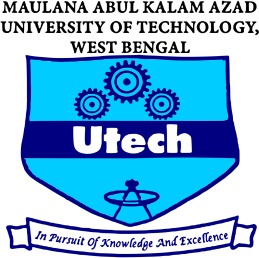 MAULANA ABUL KALAM AZAD
UNIVERSITY OF TECHNOLOGY,
WEST BENGAL
Utech
In Pursuit Of Knowledge And Excellence